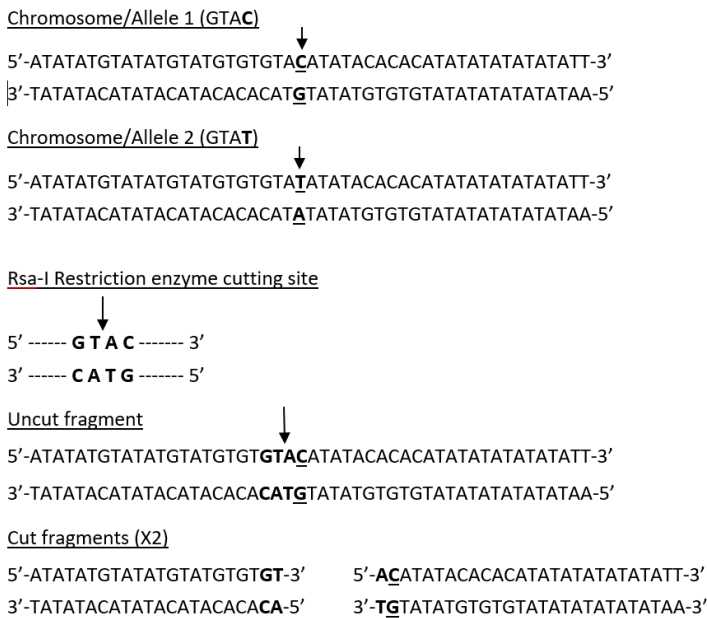 Chromosome/Allele 1 (GTAC)
5’-ATATATGTATATGTATGTGTGTACATATACACACATATATATATATATT-3’
3’-TATATACATATACATACACACATGTATATGTGTGTATATATATATATAA-5’
Chromosome/Allele 2 (GTAT)
5’-ATATATGTATATGTATGTGTGTATATATACACACATATATATATATATT-3’
3’-TATATACATATACATACACACATATATATGTGTGTATATATATATATAA-5’
Rsa-I Restriction enzyme cutting site
5’ ------ G T A C ------- 3’
3’ ------ C A T G ------- 5’
Uncut fragment
5’-ATATATGTATATGTATGTGTGTACATATACACACATATATATATATATT-3’
3’-TATATACATATACATACACACATGTATATGTGTGTATATATATATATAA-5’
Cut fragments (X2)
5’-ATATATGTATATGTATGTGTGT-3’ 5’-ACATATACACACATATATATATATATT-3’
3’-TATATACATATACATACACACA-5’ 3’-TGTATATGTGTGTATATATATATATAA-3’